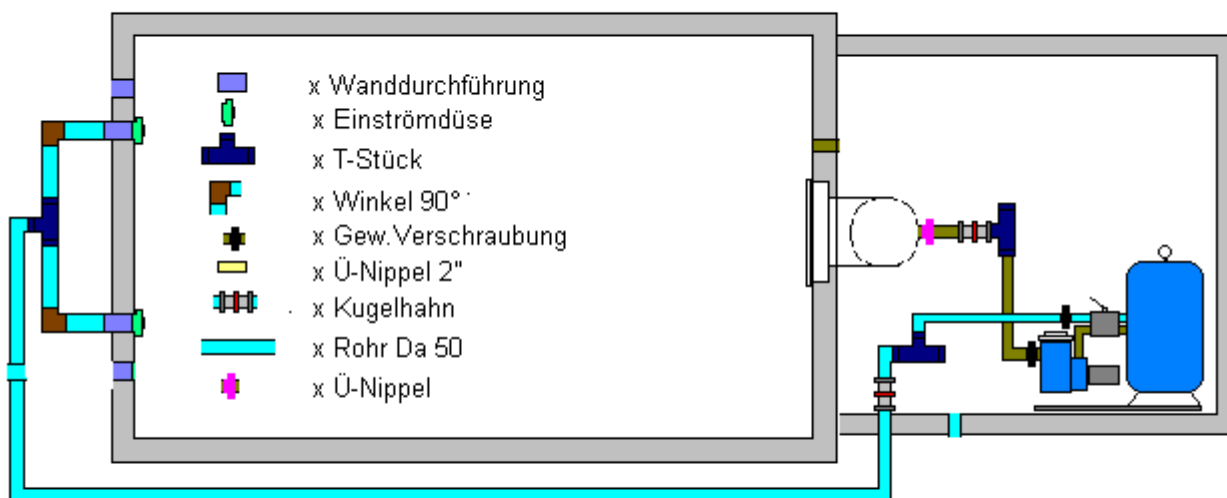 x Wanddurchführung
x Einströmdüse
x T-Stück
x Winkel 90°
x Gew.Verschraubung
x Ü-Nippel 2"
x Kugelhahn
x Rohr Da 50
x Ü-Nippel